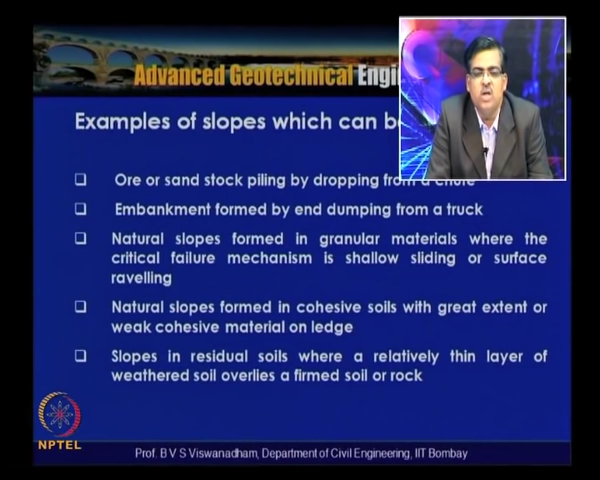 Advanced Geotechnical Engi
Examples of slopes which can b
Ore or sand stock piling by dropping from a chute
Embankment formed by end dumping from a truck
Natural slopes formed in granular materials where the
critical failure mechanism is shallow sliding or surface
ravelling
Natural slopes formed in cohesive soils with great extent or
weak cohesive material on ledge
Slopes in residual soils where a relatively thin layer of
weathered soil overlies a firmed soil or rock
NPTEL
Prof. B V S Viswanadham, Department of Civil Engineering, IIT Bombay